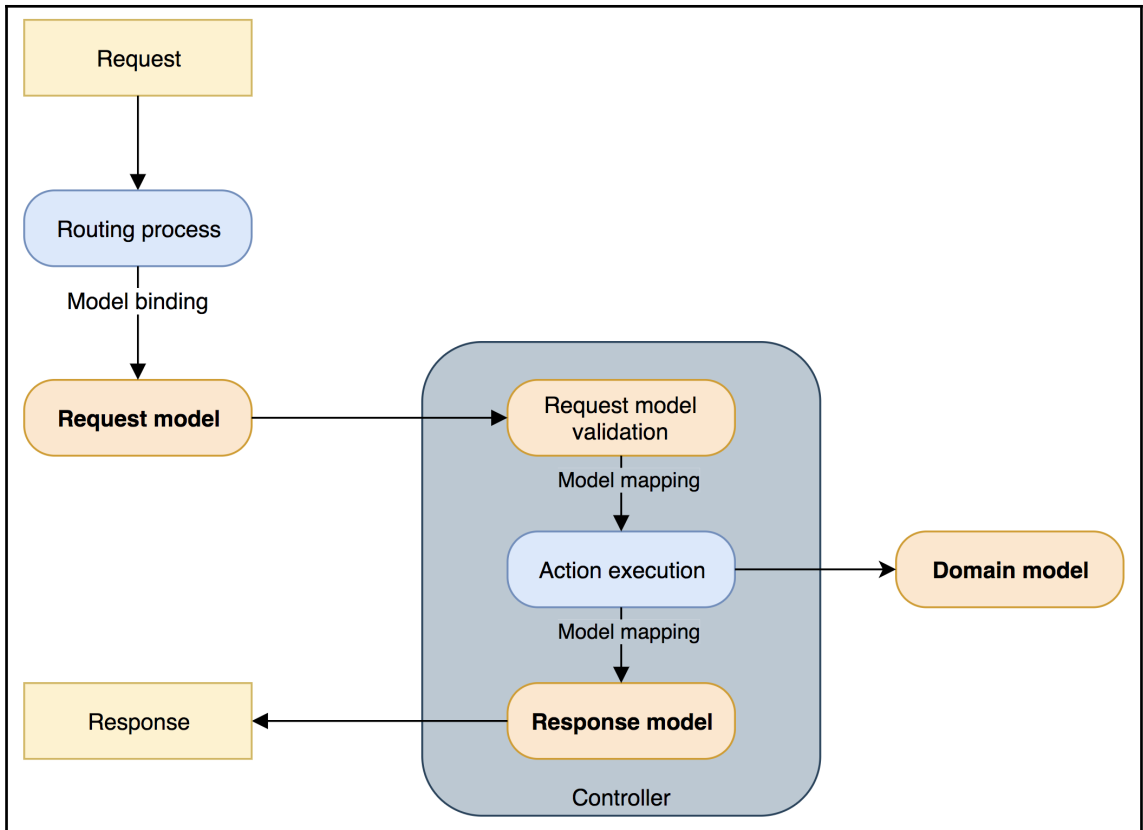 Request
Routing process
Model binding
Request model
Request model
validation
Model mapping
Action execution
Domain model
Model mapping
Response
Response model
Controller